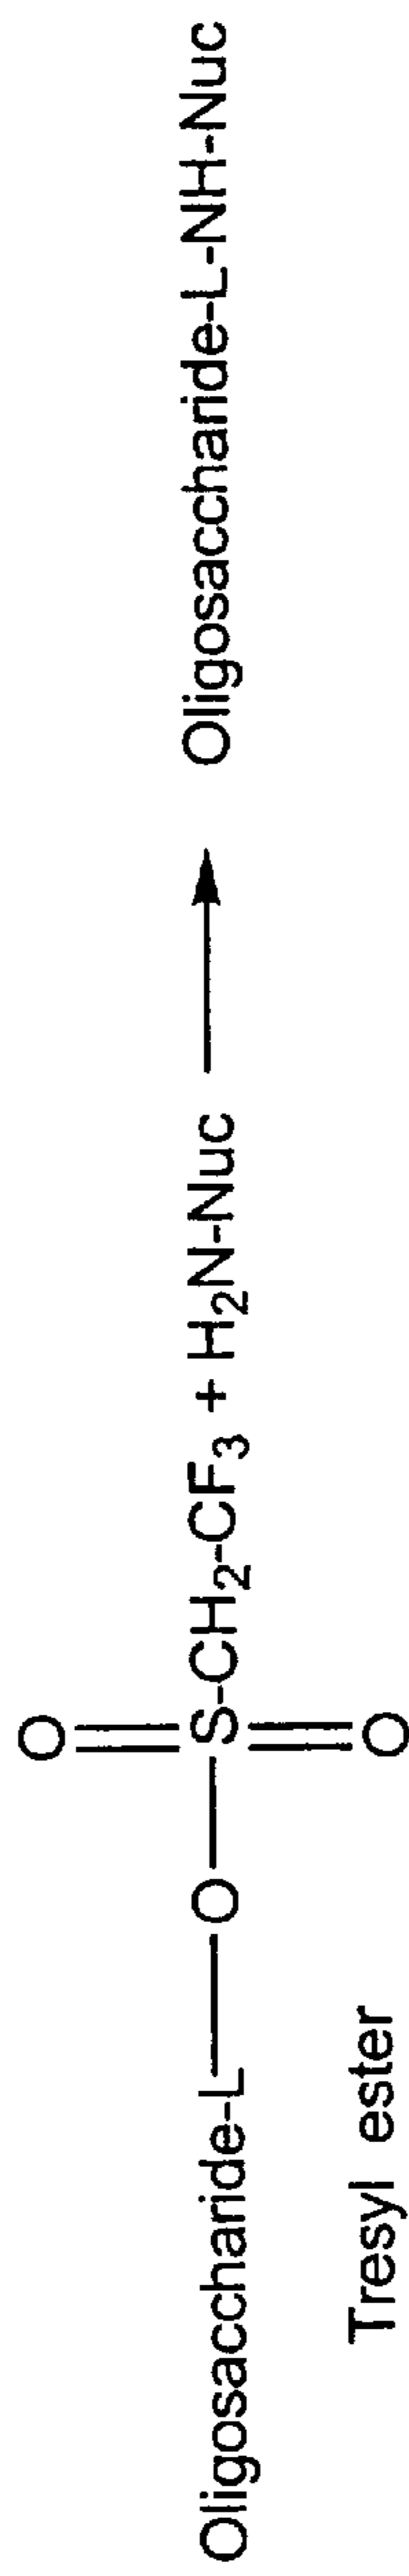 O
Oligosaccharide-L—O—S-CH2-CF3 + H2N-Nuc → Oligosaccharide-L-NH-Nuc
O
Tresyl ester